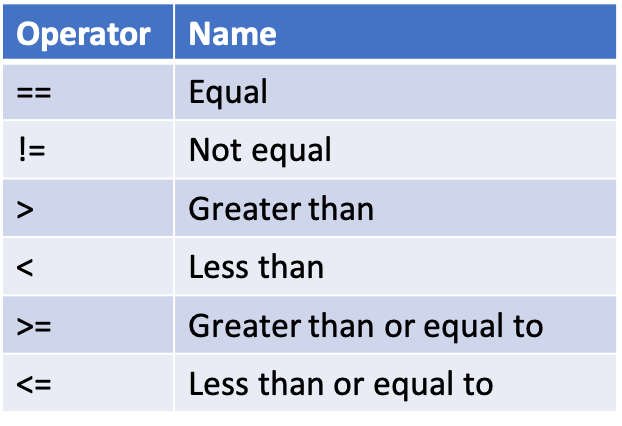 Operator Name
== Equal
!= Not equal
> Greater than
< Less than
>= Greater than or equal to
<= Less than or equal to